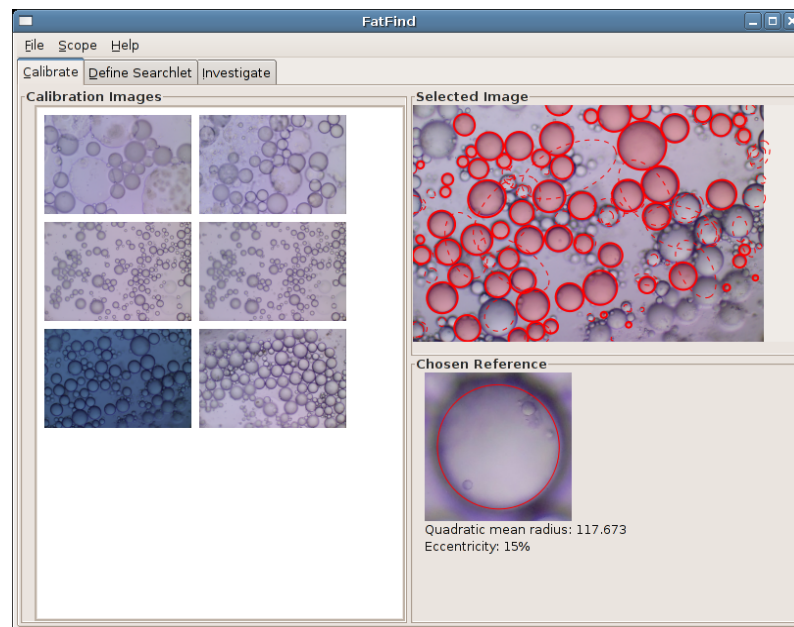 FatFind
File Scope Help
Calibrate Define Searchlet Investigate
Calibration Images
Selected Image
Chosen Reference
Quadratic mean radius: 117.673
Eccentricity: 15%